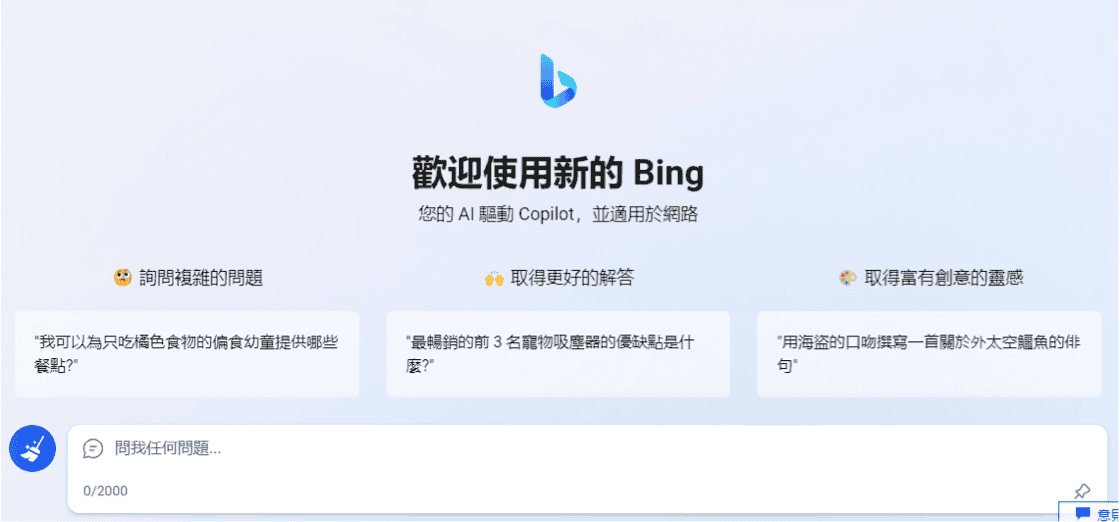 歡迎使用新的 Bing
您的 AI 驅動 Copilot，並適用於網路
詢問複雜的問題
取得更好的解答
取得富有創意的靈感
"我可以為只吃橘色食物的偏食幼童提供哪些
餐點?"
"最暢銷的前 3 名寵物吸塵器的優缺點是什
麼?"
"用海盜的口吻撰寫一首關於外太空鱷魚的俳
句"
問我任何問題...
0/2000
意